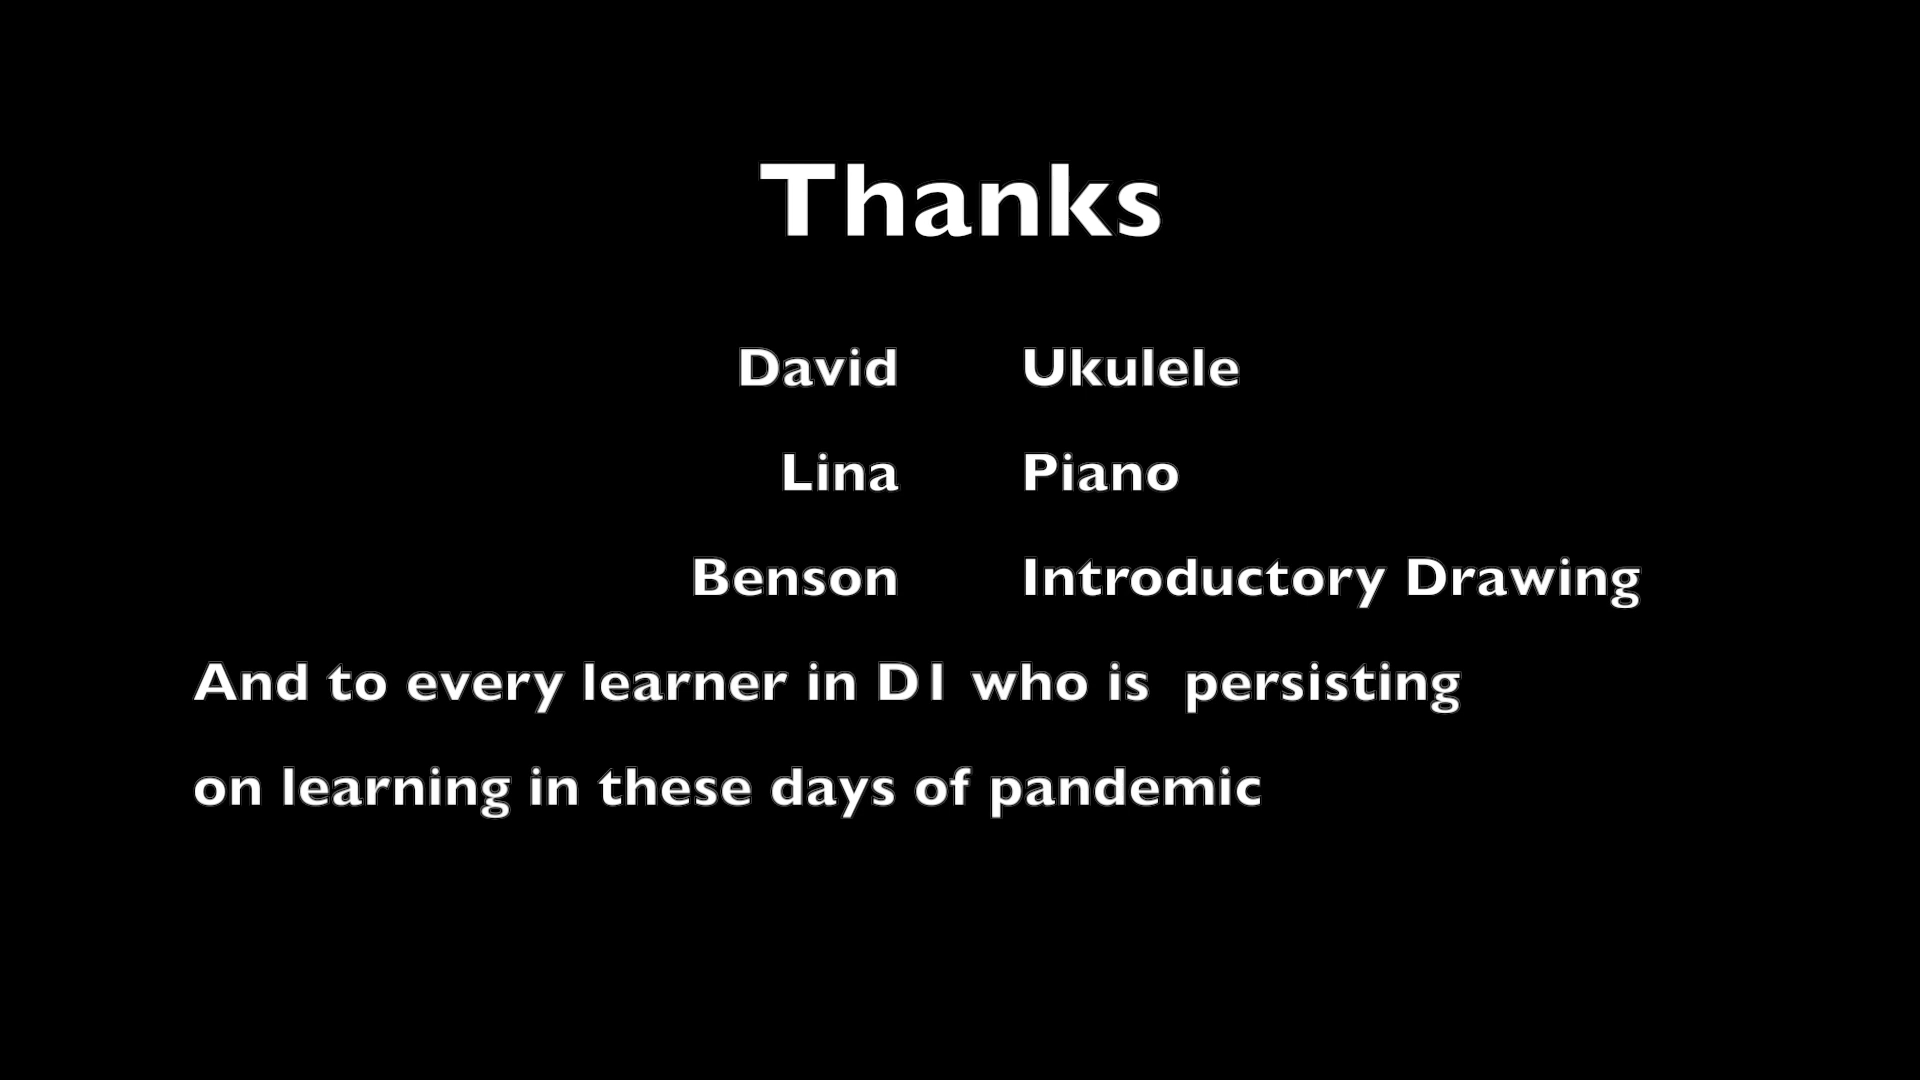 Thanks
David Ukulele
Lina Piano
Benson Introductory Drawing
And to every learner in D1 who is  persisting
on learning in these days of pandemic